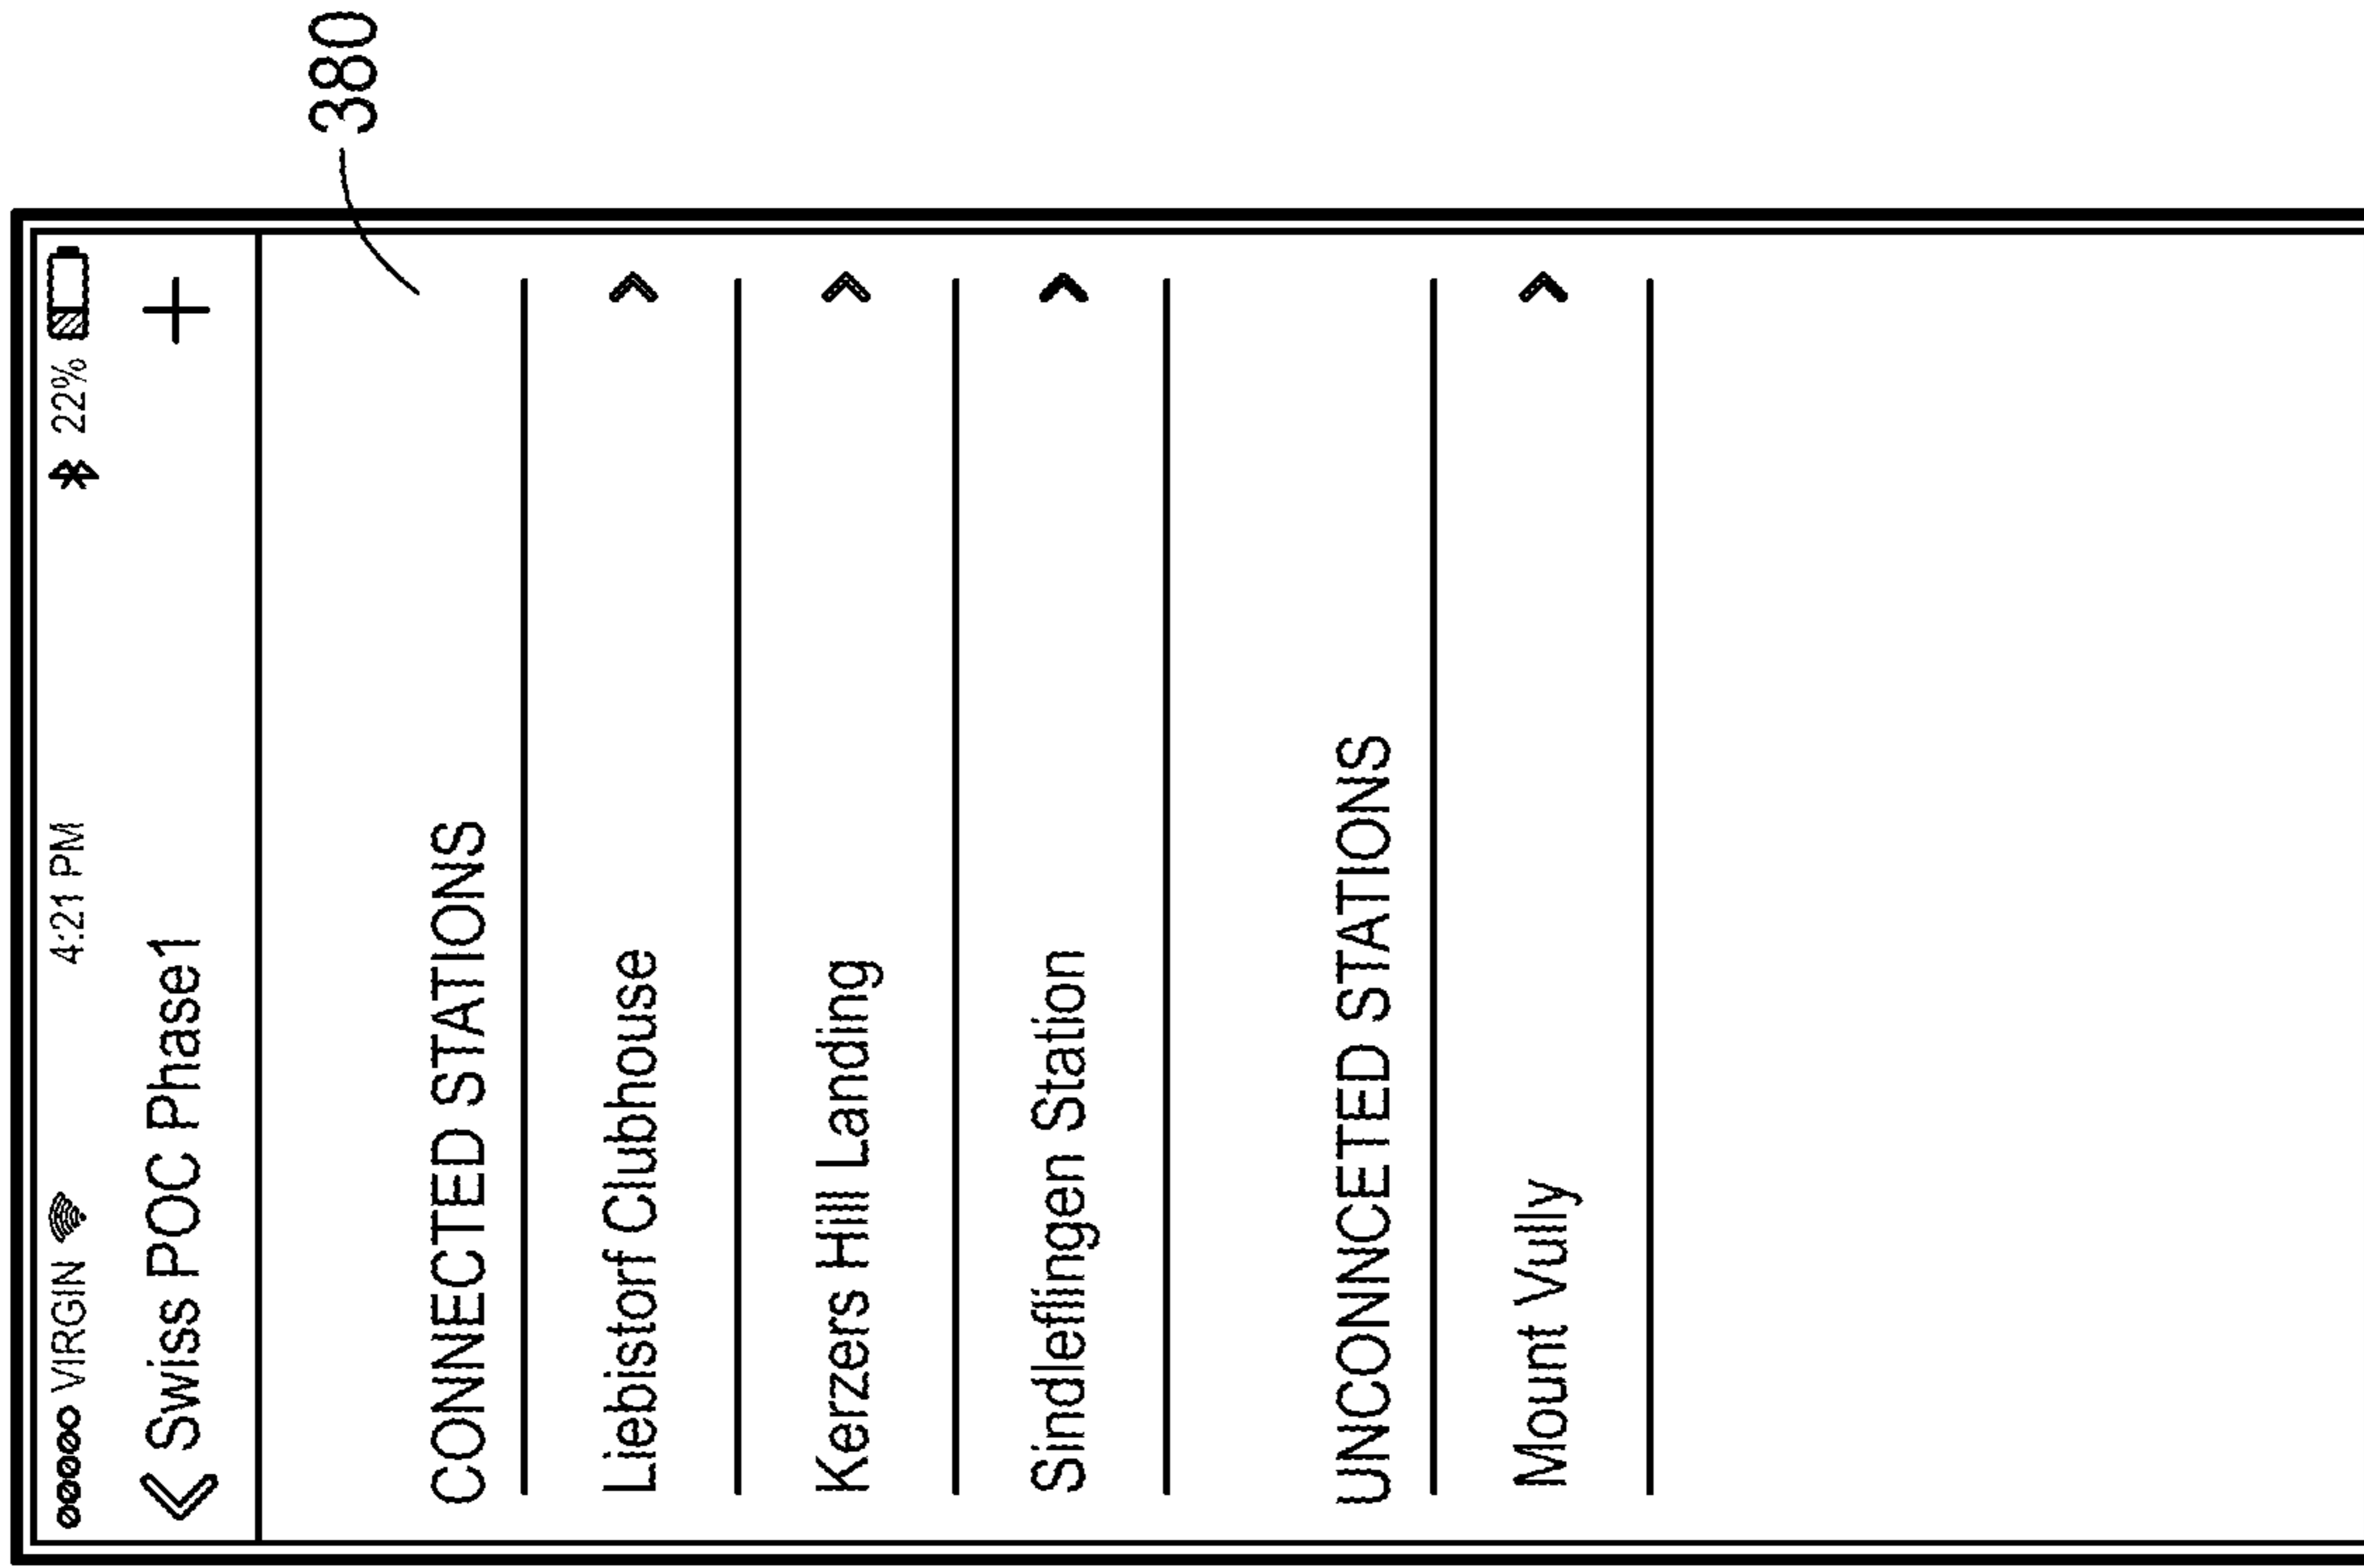 380
VIRGIN 4:21 PM 22%
Swiss POC Phase1
CONNECTED STATIONS
Liebistorf Clubhouse
Kerzers Hill Landing
Sindleflingen Station
UNCONNCETED STATIONS
Mount Vully